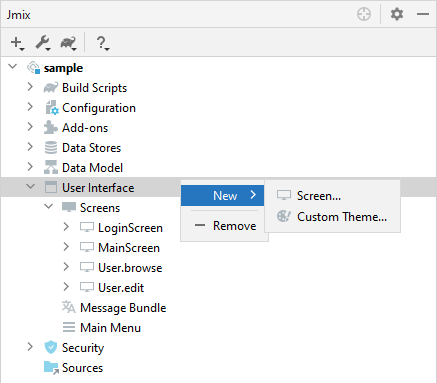 Jmix
sample
Build Scripts
Configuration
Add-ons
Data Stores
Data Model
User Interface
New
Screen...
Custom Theme...
Remove
Screens
LoginScreen
MainScreen
User.browse
User.edit
Message Bundle
Main Menu
Security
Sources